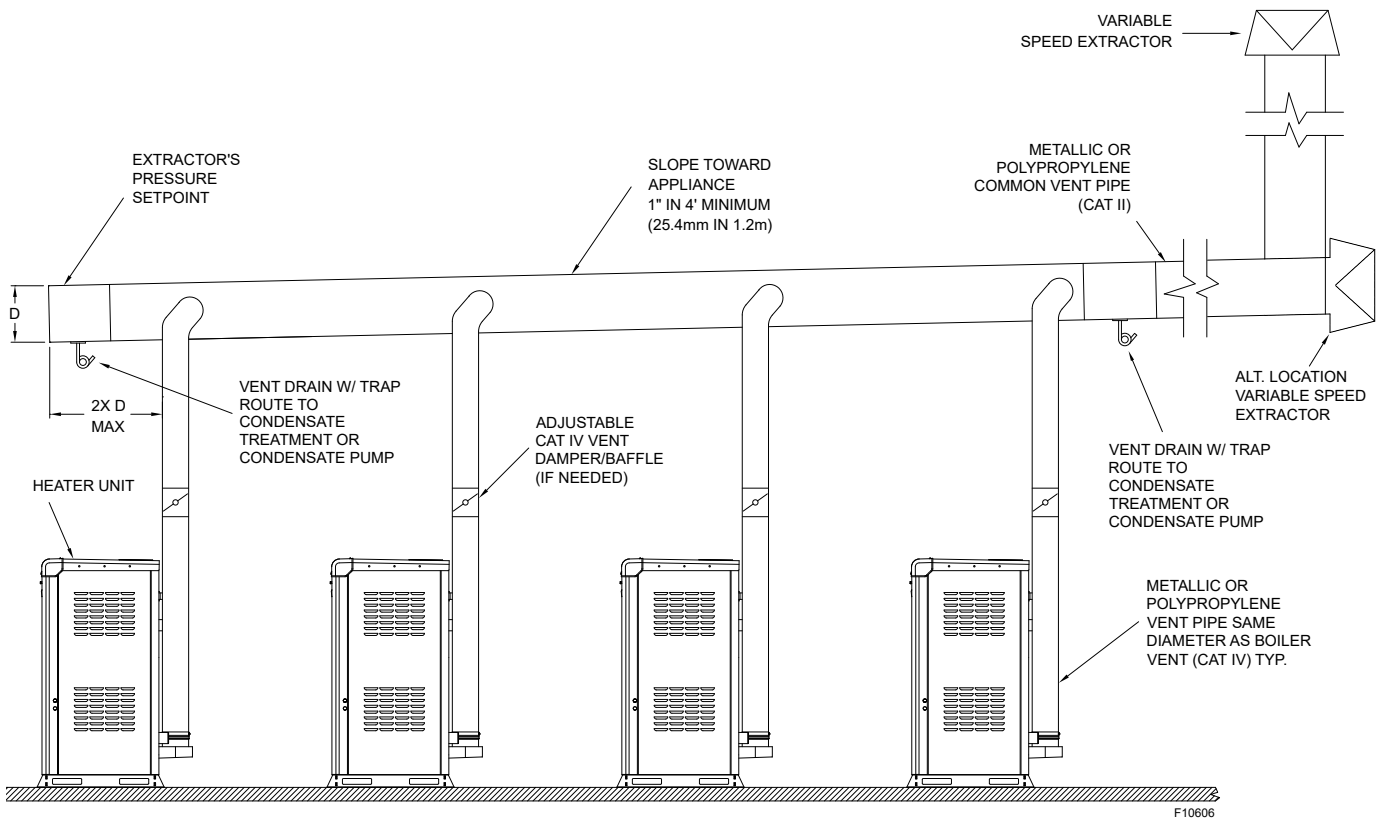 VARIABLE
SPEED EXTRACTOR
EXTRACTOR'S
PRESSURE
SETPOINT
SLOPE TOWARD
APPLIANCE
1" IN 4' MINIMUM
(25.4mm IN 1.2m)
METALLIC OR
POLYPROPYLENE
COMMON VENT PIPE
(CAT II)
D
2X D
MAX
VENT DRAIN W/ TRAP
ROUTE TO
CONDENSATE
TREATMENT OR
CONDENSATE PUMP
ADJUSTABLE
CAT IV VENT
DAMPER/BAFFLE
(IF NEEDED)
ALT. LOCATION
VARIABLE SPEED
EXTRACTOR
VENT DRAIN W/ TRAP
ROUTE TO
CONDENSATE
TREATMENT OR
CONDENSATE PUMP
HEATER UNIT
METALLIC OR
POLYPROPYLENE
VENT PIPE SAME
DIAMETER AS BOILER
VENT (CAT IV) TYP.
F10606